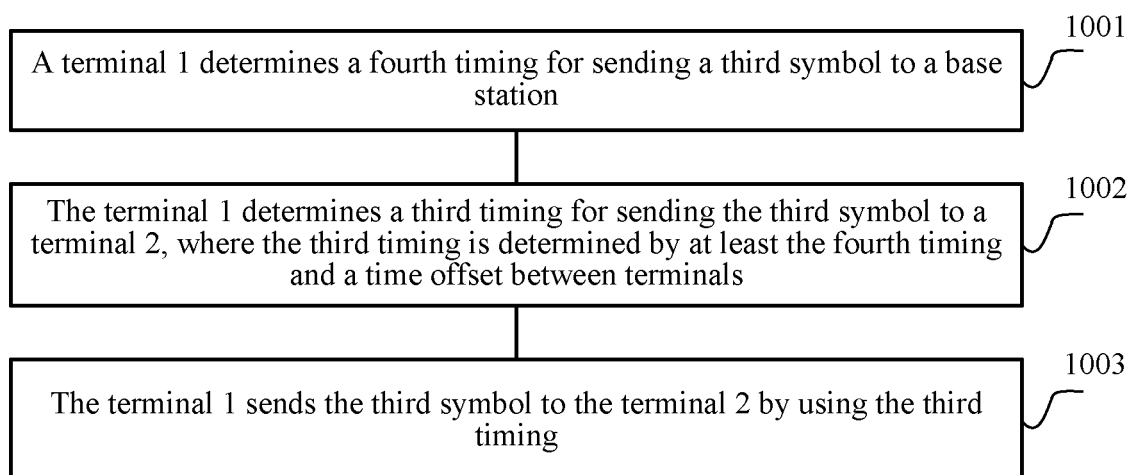 1001
A terminal 1 determines a fourth timing for sending a third symbol to a base
station
1002
The terminal 1 determines a third timing for sending the third symbol to a
terminal 2, where the third timing is determined by at least the fourth timing
and a time offset between terminals
1003
The terminal 1 sends the third symbol to the terminal 2 by using the third
timing